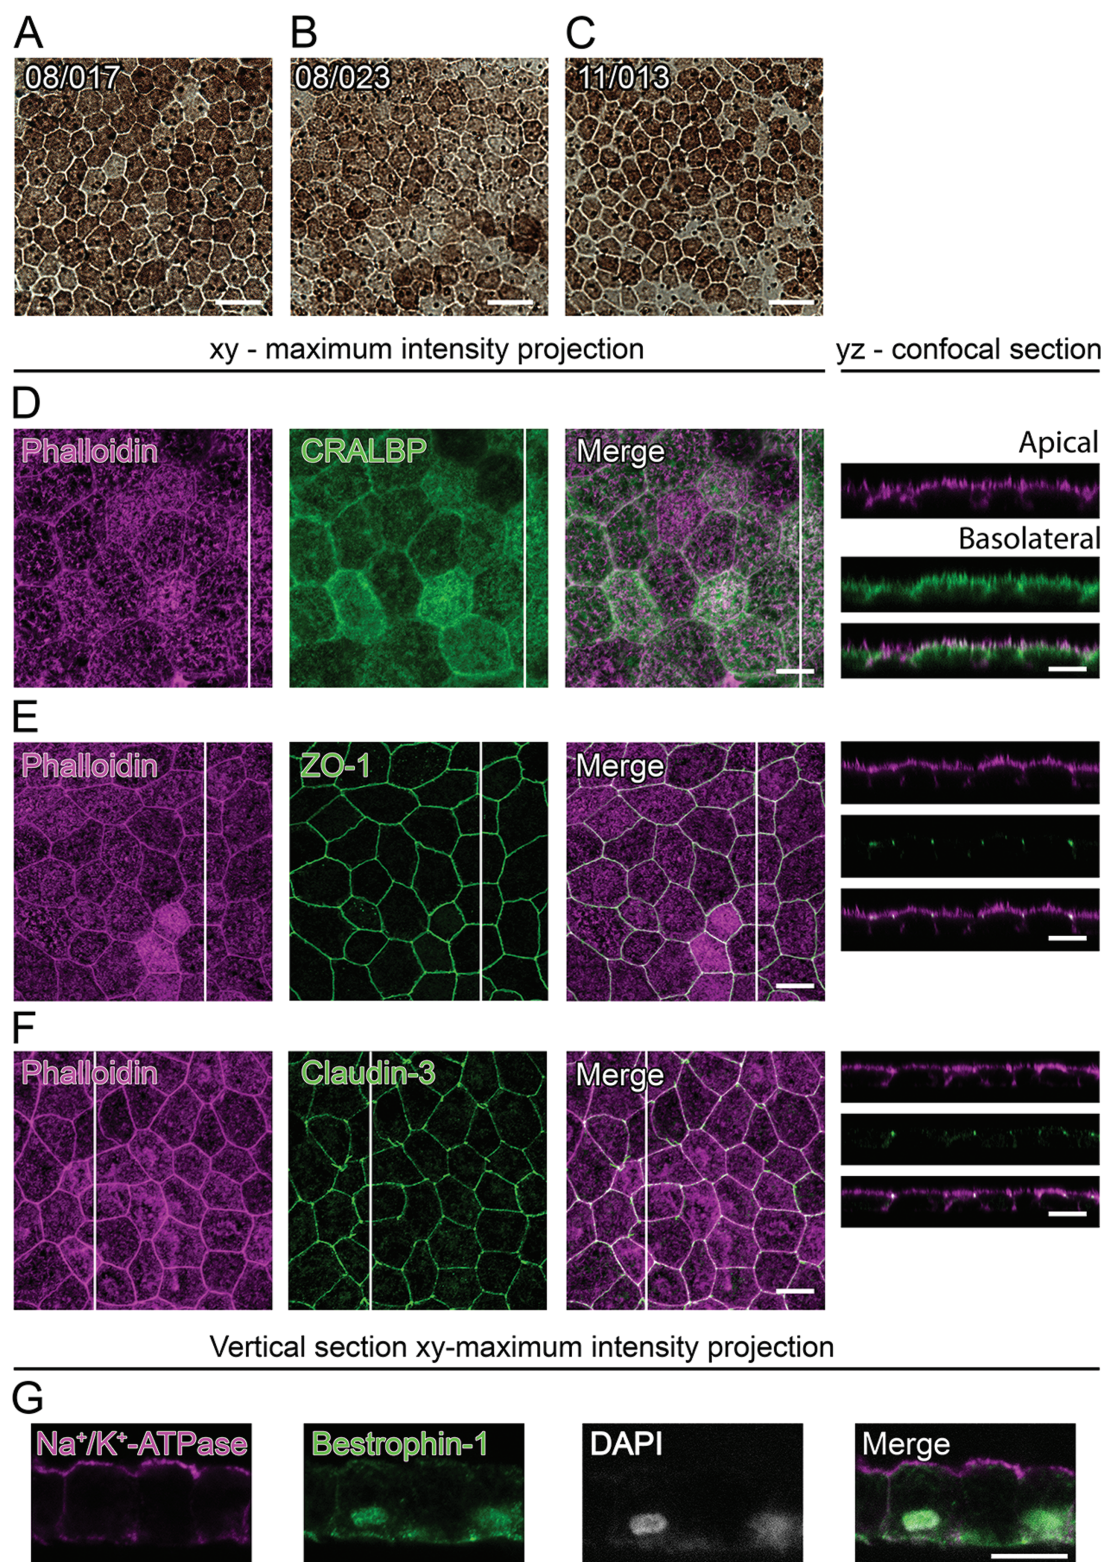 A B C
08/017 08/023 11/013
xy - maximum intensity projection yz - confocal section
D
Phalloidin CRALBP Merge Apical
Basolateral
E
Phalloidin ZO-1 Merge
F
Phalloidin Claudin-3 Merge
Vertical section xy-maximum intensity projection
G
Na⁺/K⁺-ATPase Bestrophin-1 DAPI Merge